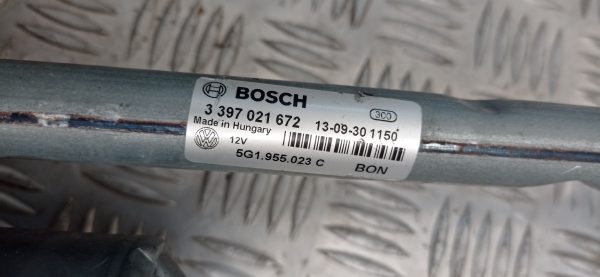 BOSCH
3 397 021 672 13-09-30 1150
300
Made in Hungary
12V
5G1.955.023 C BON